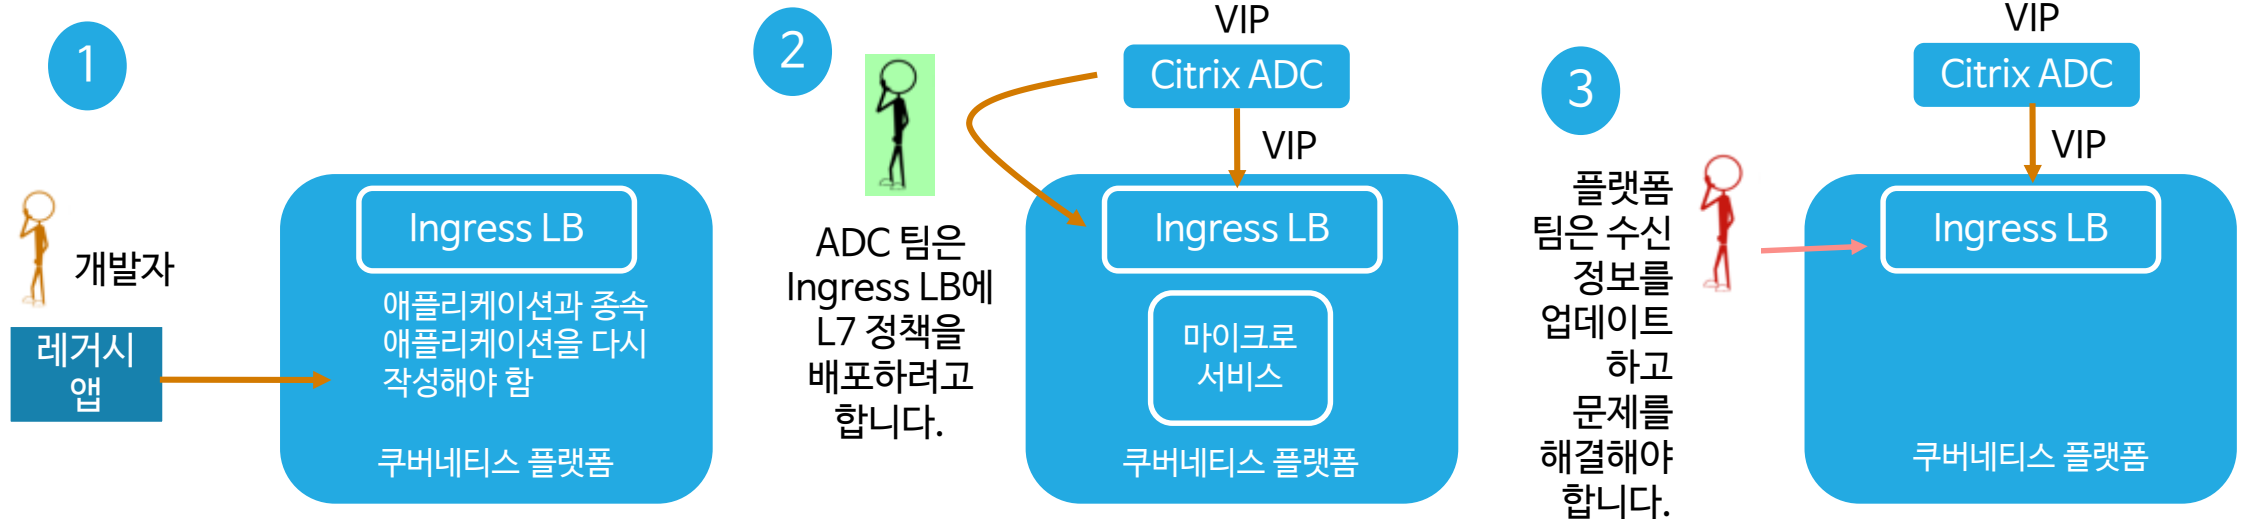 1
개발자
레거시
앱
Ingress LB
애플리케이션과 종속
애플리케이션을 다시
작성해야 함
쿠버네티스 플랫폼
2
ADC 팀은
Ingress LB에
L7 정책을
배포하려고
합니다.
VIP
Citrix ADC
VIP
Ingress LB
마이크로
서비스
쿠버네티스 플랫폼
3
플랫폼
팀은 수신
정보를
업데이트
하고
문제를
해결해야
합니다.
VIP
Citrix ADC
VIP
Ingress LB
쿠버네티스 플랫폼